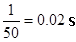 1/50 = 0.02 s